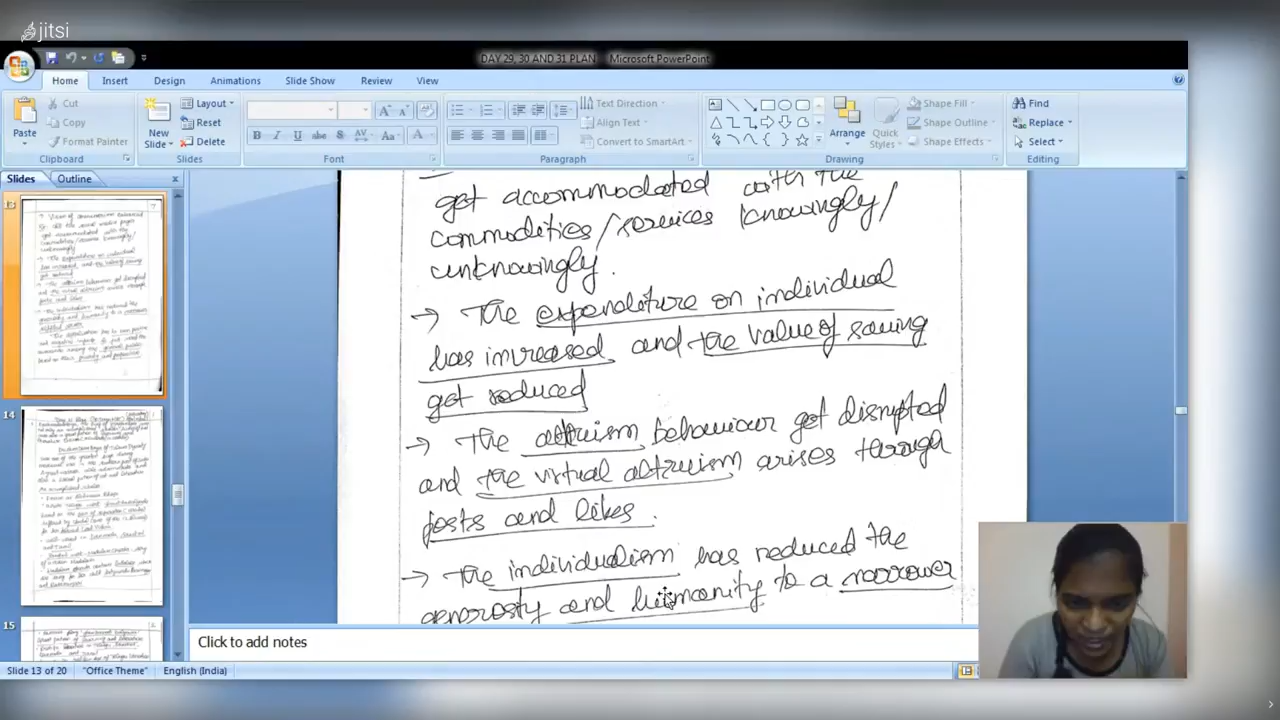 jitsi
DAY 29, 30 AND 31 PLAN - Microsoft PowerPoint
Home Insert Design Animations Slide Show Review View
Paste
Cut
Copy
Format Painter
Clipboard
New Slide
Layout
Reset
Delete
Slides
Font
Text Direction
Align Text
Convert to SmartArt
Paragraph
Arrange
Quick Styles
Shape Fill
Shape Outline
Shape Effects
Drawing
Find
Replace
Select
Editing
Slides Outline
13
14
15
get accommodated with the
commodities/services knowingly/
unknowingly.
→ The expenditure on individual
has increased and the value of saving
get reduced
→ The altruism behaviour get disrupted
and the virtual altruism arises through
posts and likes.
→ The individualism has reduced the
generosty and humanity to a narrower
Click to add notes
Slide 13 of 20 "Office Theme" English (India)